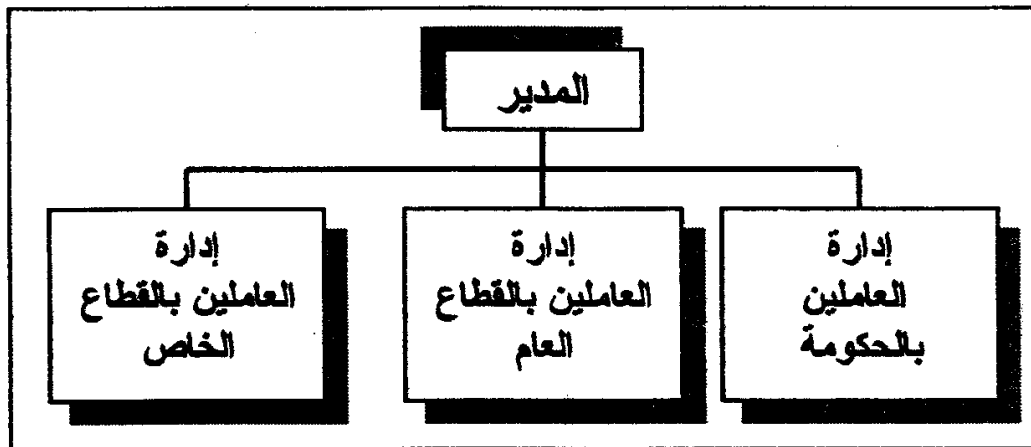 المدير
إدارة
العاملين
بالحكومة
إدارة
العاملين بالقطاع
العام
إدارة
العاملين بالقطاع
الخاص